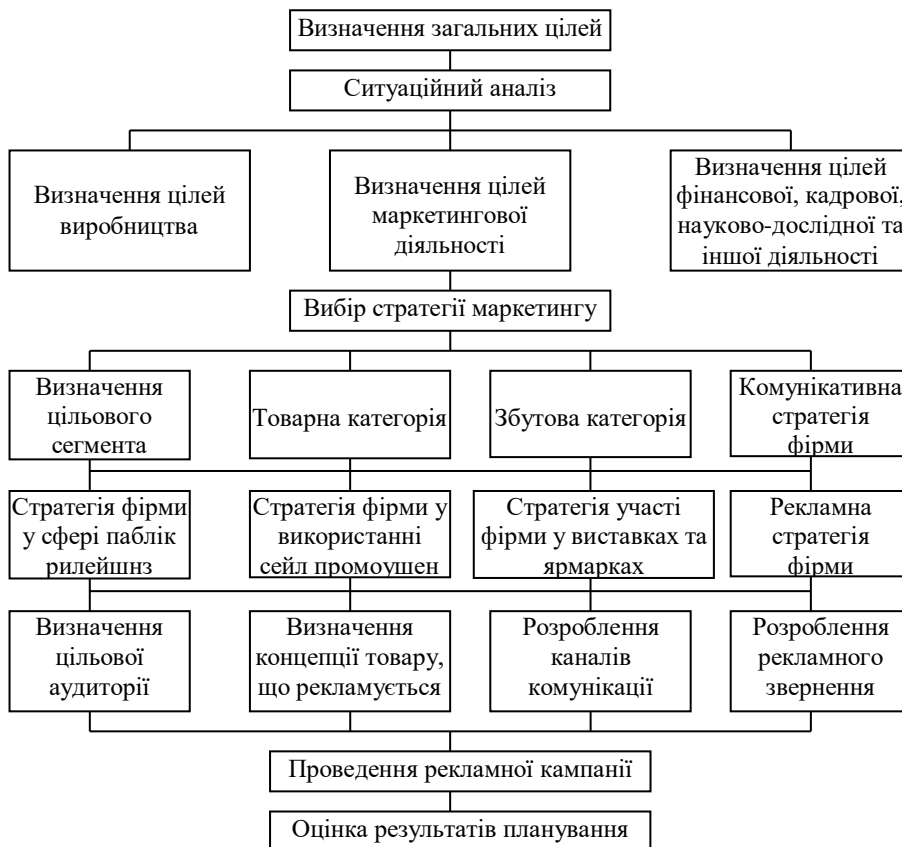 Визначення загальних цілей
Ситуаційний аналіз
Визначення цілей
виробництва
Визначення цілей
маркетингової
діяльності
Визначення цілей
фінансової, кадрової,
науково-дослідної та
іншої діяльності
Вибір стратегії маркетингу
Визначення
цільового
сегмента
Товарна категорія
Збутова категорія
Комунікативна
стратегія
фірми
Стратегія фірми
у сфері паблік
рилейшнз
Стратегія фірми у
використанні
сейл промоушен
Стратегія участі
фірми у виставках та
ярмарках
Рекламна
стратегія
фірми
Визначення
цільової
аудиторії
Визначення
концепції товару,
що рекламується
Розроблення
каналів
комунікації
Розроблення
рекламного
звернення
Проведення рекламної кампанії
Оцінка результатів планування